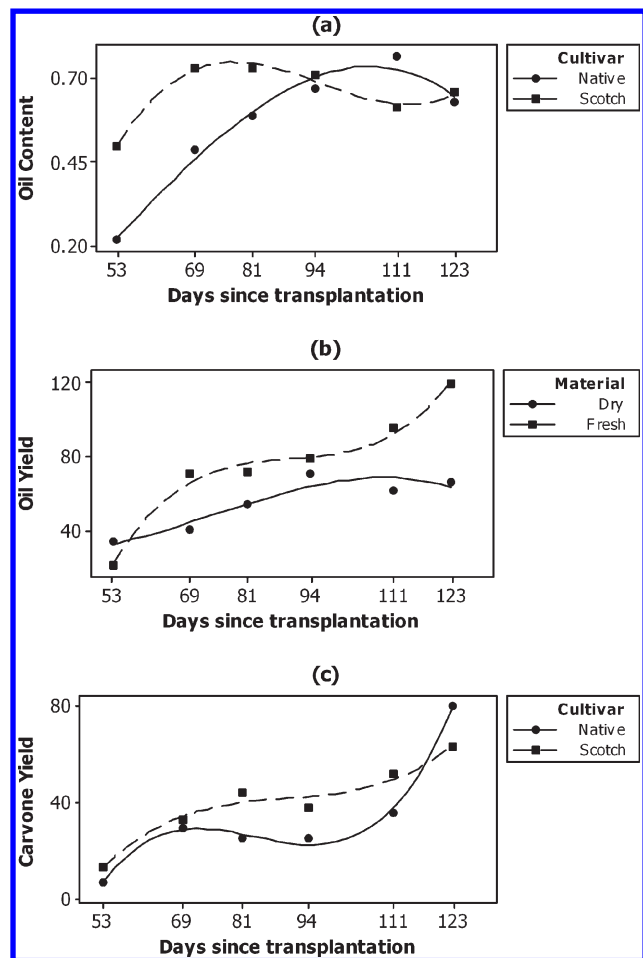 (a)
Cultivar
Native
Scotch
Oil Content
0.70
0.45
0.20
53 69 81 94 111 123
Days since transplantation
(b)
Material
Dry
Fresh
Oil Yield
120
80
40
53 69 81 94 111 123
Days since transplantation
(c)
Cultivar
Native
Scotch
Carvone Yield
80
40
0
53 69 81 94 111 123
Days since transplantation